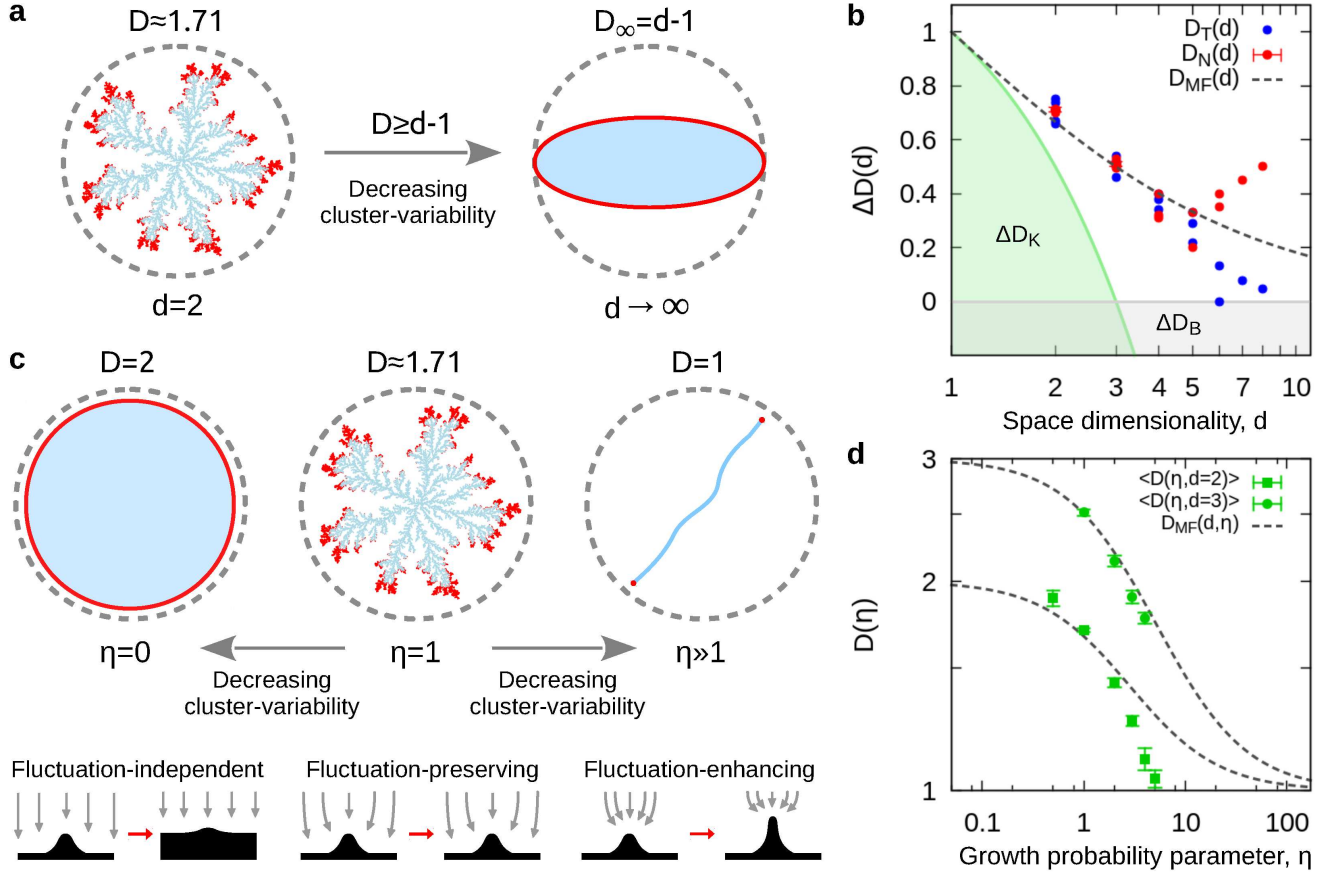 a
D≈1.71
D∞=d-1
D≥d-1
Decreasing
cluster-variability
d=2
d → ∞
b
1
0.8
0.6
0.4
0.2
0
ΔD(d)
D_T(d)
D_N(d)
D_MF(d)
ΔD_K
ΔD_B
1 2 3 4 5 7 10
Space dimensionality, d
c
D=2
D≈1.71
D=1
η=0
η=1
η»1
Decreasing
cluster-variability
Decreasing
cluster-variability
Fluctuation-independent
Fluctuation-preserving
Fluctuation-enhancing
d
3
2
1
D(η)
<D(η,d=2)>
<D(η,d=3)>
D_MF(d,η)
0.1 1 10 100
Growth probability parameter, η